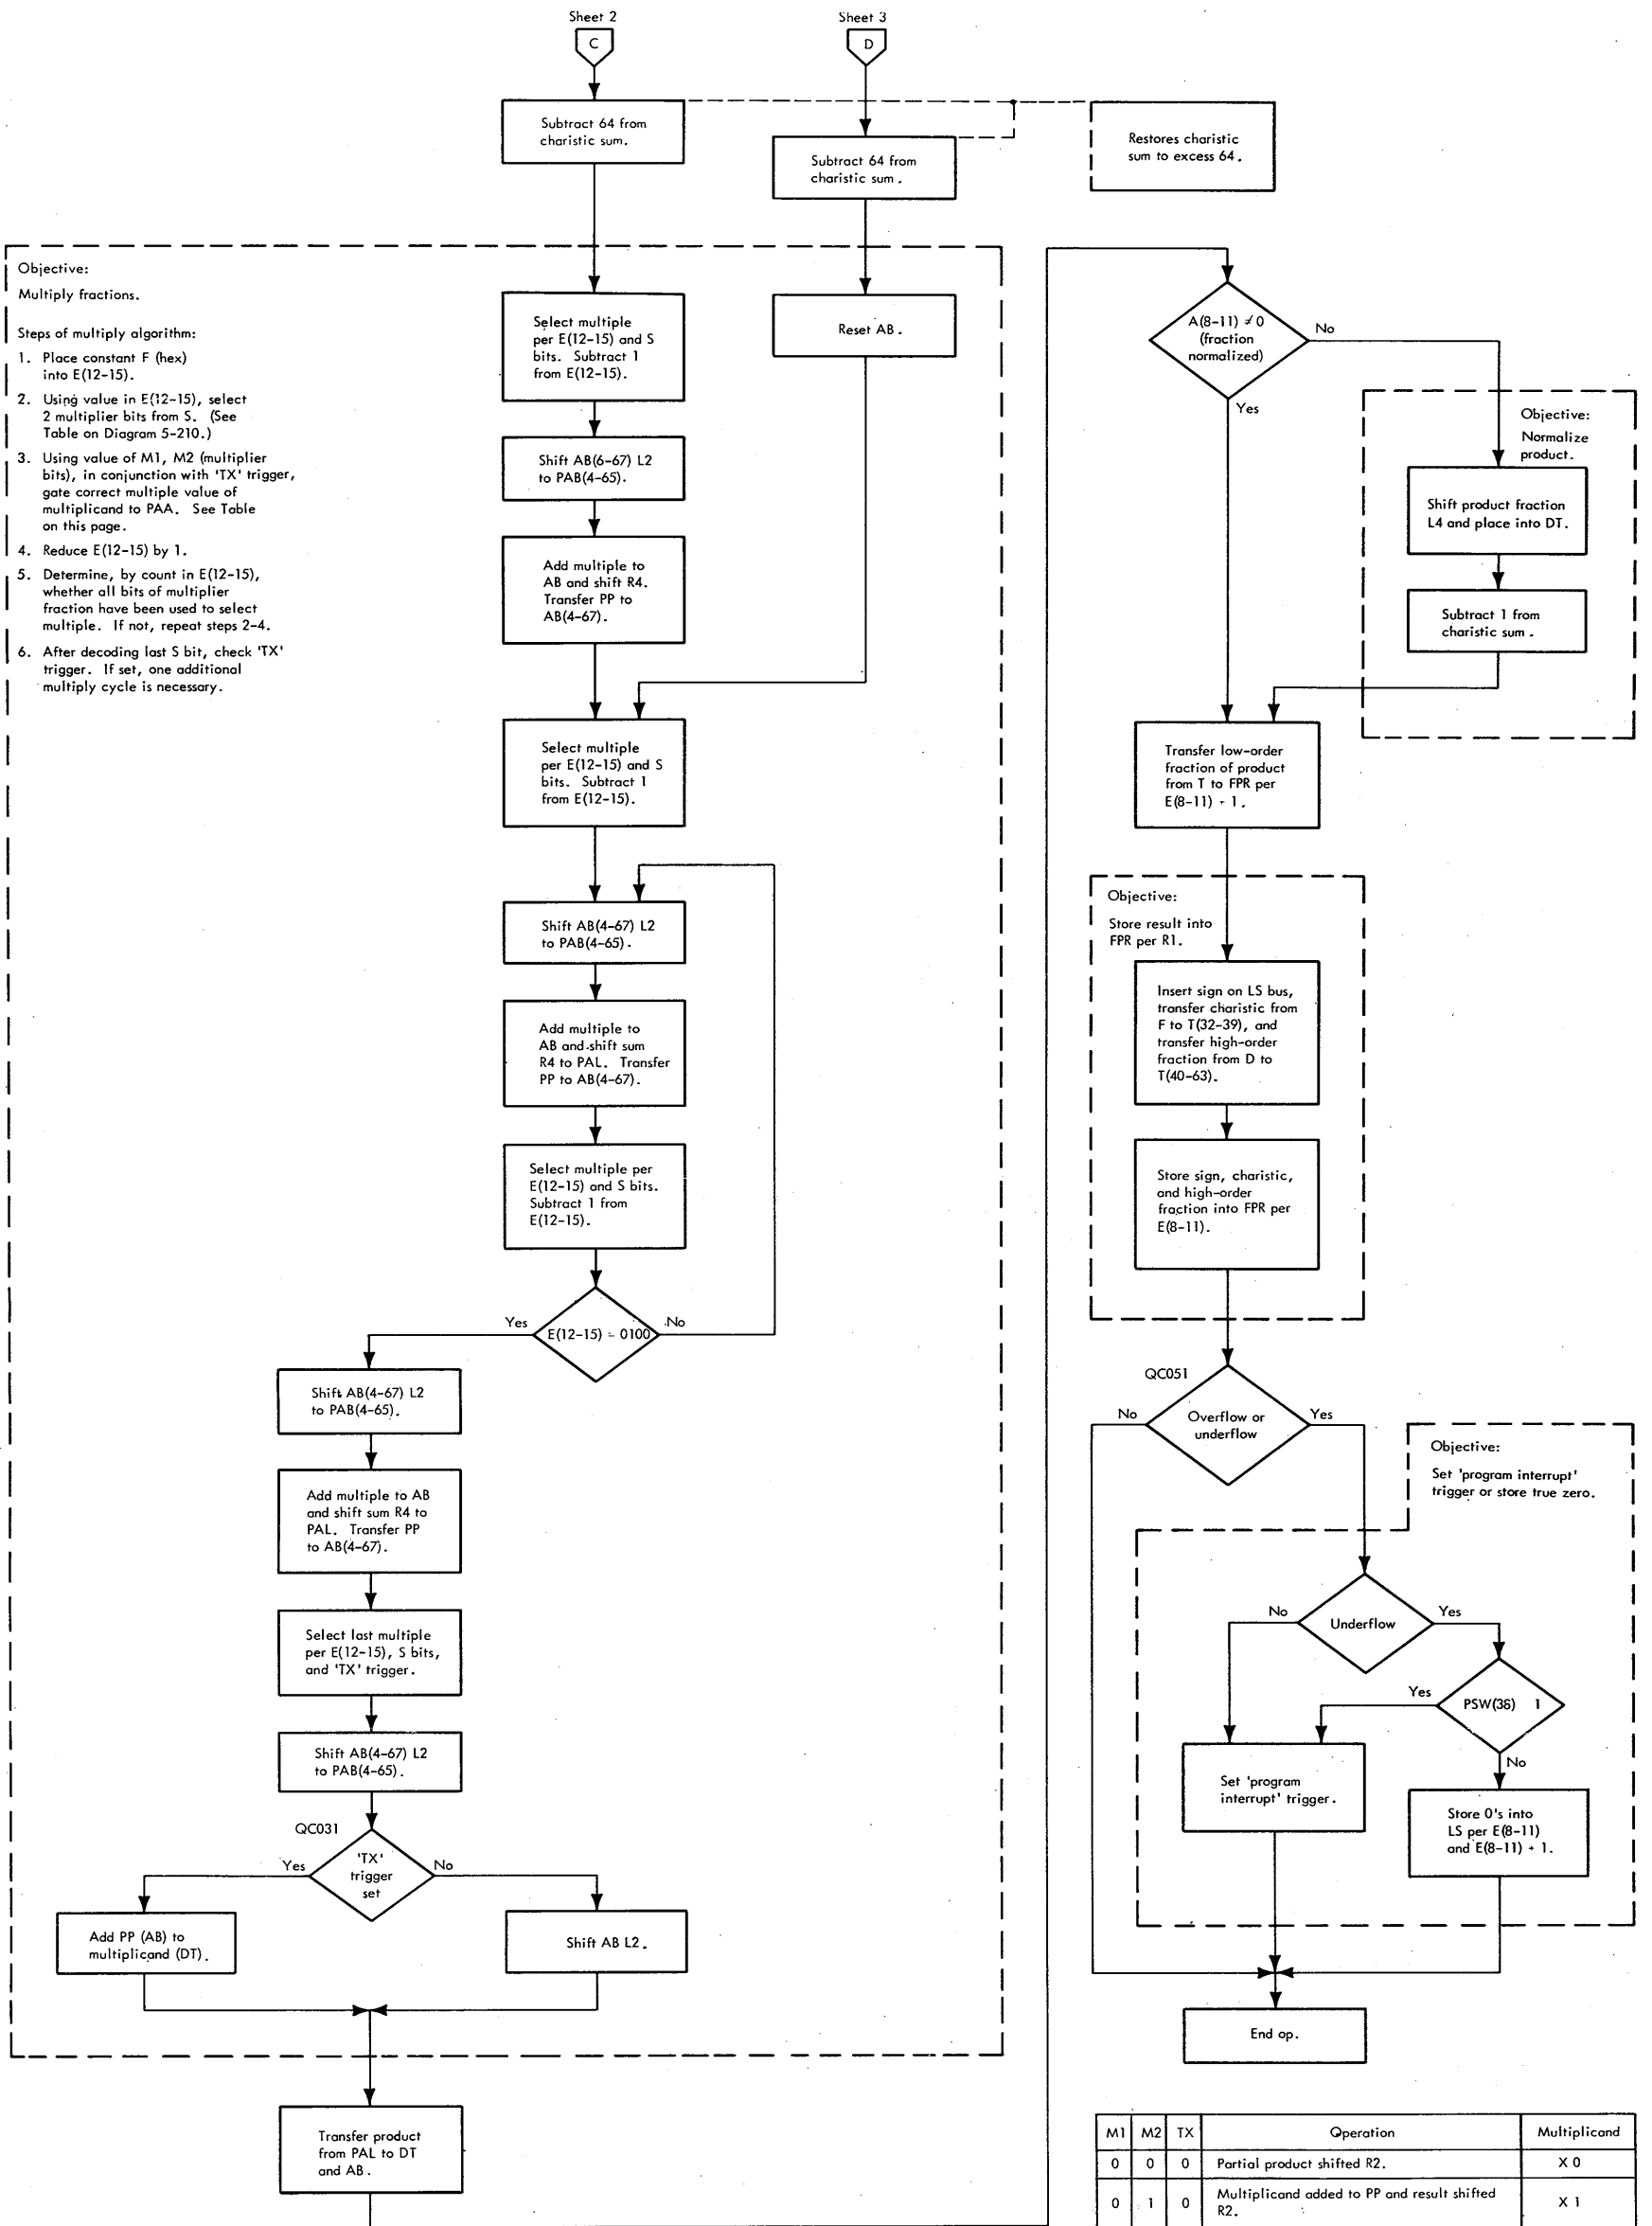 Sheet 2
C
Sheet 3
D
Subtract 64 from
charistic sum.
Subtract 64 from
charistic sum.
Restores charistic
sum to excess 64.
Objective:
Multiply fractions.
Steps of multiply algorithm:
1. Place constant F (hex)
into E(12-15).
2. Using value in E(12-15), select
2 multiplier bits from S. (See
Table on Diagram 5-210.)
3. Using value of M1, M2 (multiplier
bits), in conjunction with 'TX' trigger,
gate correct multiple value of
multiplicand to PAA. See Table
on this page.
4. Reduce E(12-15) by 1.
5. Determine, by count in E(12-15),
whether all bits of multiplier
fraction have been used to select
multiple. If not, repeat steps 2-4.
6. After decoding last S bit, check 'TX'
trigger. If set, one additional
multiply cycle is necessary.
Select multiple
per E(12-15) and S
bits. Subtract 1
from E(12-15).
Reset AB.
Shift AB(6-67) L2
to PAB(4-65).
Add multiple to
AB and shift R4.
Transfer PP to
AB(4-67).
Select multiple
per E(12-15) and S
bits. Subtract 1
from E(12-15).
Shift AB(4-67) L2
to PAB(4-65).
Add multiple to
AB and shift sum
R4 to PAL. Transfer
PP to AB(4-67).
Select multiple per
E(12-15) and S bits.
Subtract 1 from
E(12-15).
Yes
E(12-15) = 0100
No
Shift AB(4-67) L2
to PAB(4-65).
Add multiple to AB
and shift sum R4 to
PAL. Transfer PP
to AB(4-67).
Select last multiple
per E(12-15), S bits,
and 'TX' trigger.
Shift AB(4-67) L2
to PAB(4-65).
QC031
Yes
'TX'
trigger
set
No
Add PP (AB) to
multiplicand (DT).
Shift AB L2.
Transfer product
from PAL to DT
and AB.
A(8-11) ≠ 0
(fraction
normalized)
No
Yes
Objective:
Normalize
product.
Shift product fraction
L4 and place into DT.
Subtract 1 from
charistic sum.
Transfer low-order
fraction of product
from T to FPR per
E(8-11) + 1.
Objective:
Store result into
FPR per R1.
Insert sign on LS bus,
transfer charistic from
F to T(32-39), and
transfer high-order
fraction from D to
T(40-63).
Store sign, charistic,
and high-order
fraction into FPR per
E(8-11).
QC051
No
Overflow or
underflow
Yes
Objective:
Set 'program interrupt'
trigger or store true zero.
No
Underflow
Yes
Yes
PSW(38) 1
No
Set 'program
interrupt' trigger.
Store 0's into
LS per E(8-11)
and E(8-11) + 1.
End op.
M1 M2 TX Operation Multiplicand
0 0 0 Partial product shifted R2. X 0
0 1 0 Multiplicand added to PP and result shifted R2. X 1